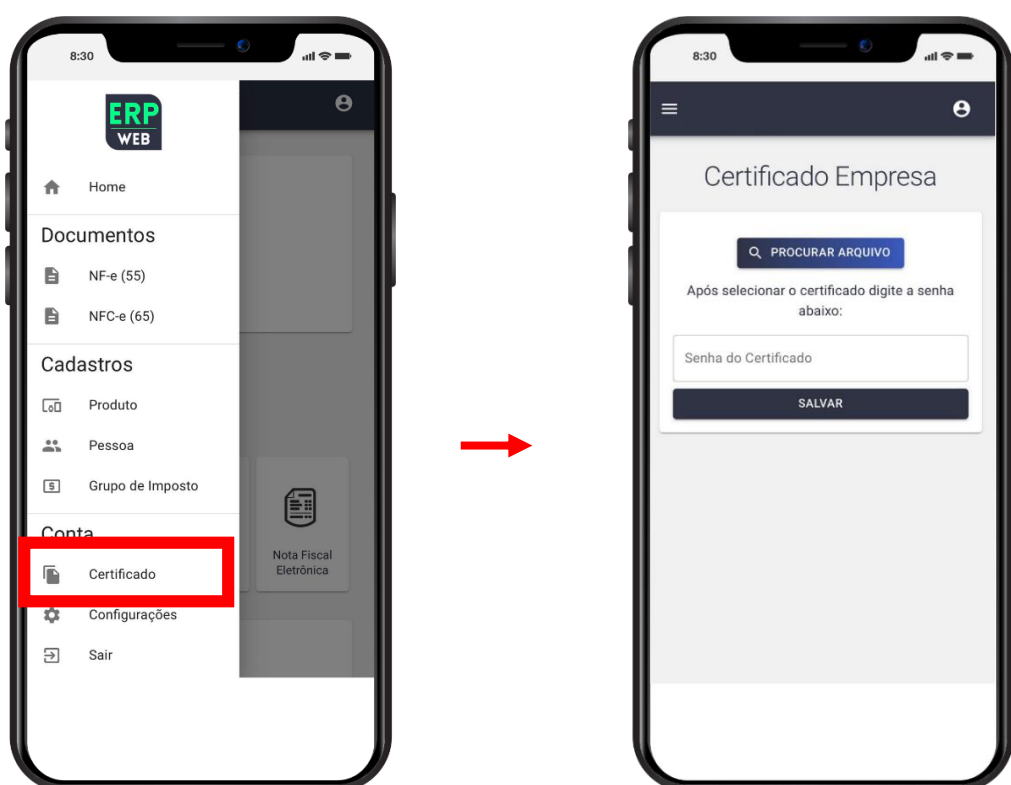 8:30
ERP
WEB
Home
Documentos
NF-e (55)
NFC-e (65)
Cadastros
Produto
Pessoa
Grupo de Imposto
Conta
Certificado
Configurações
Sair
Nota Fiscal
Eletrônica
8:30
Certificado Empresa
PROCURAR ARQUIVO
Após selecionar o certificado digite a senha
abaixo:
Senha do Certificado
SALVAR